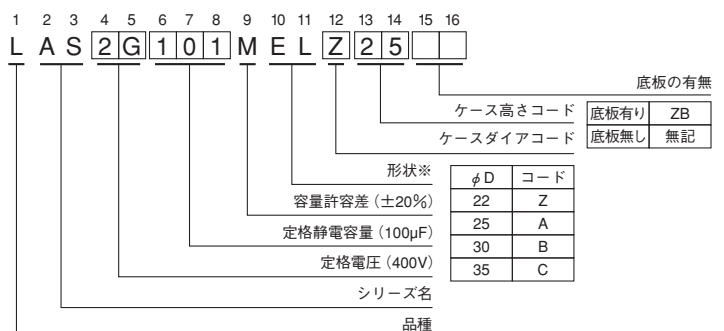 1 2 3 4 5 6 7 8 9 10 11 12 13 14 15 16
L A S 2 G 1 0 1 M E L Z 2 5
底板の有無
ケース高さコード
底板有り ZB
ケースダイアコード
底板無し 無記
形状※
φD コード
容量許容差 (±20%)
22 Z
定格静電容量 (100μF)
25 A
30 B
定格電圧 (400V)
35 C
シリーズ名
品種